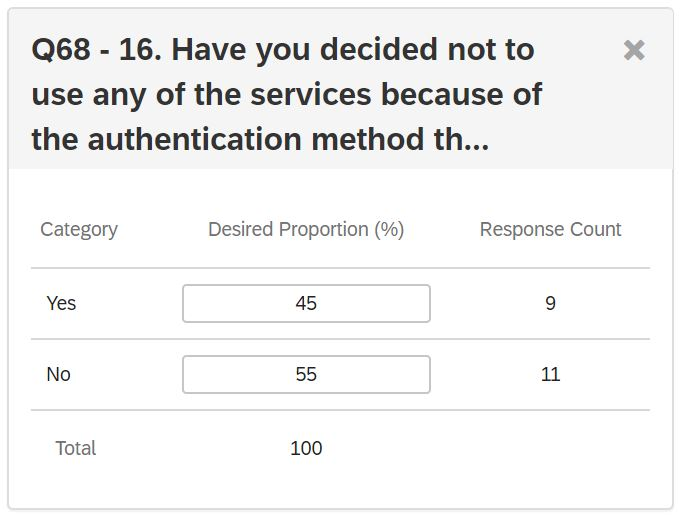 Q68 - 16. Have you decided not to
use any of the services because of
the authentication method th...
Category Desired Proportion (%) Response Count
Yes 45 9
No 55 11
Total 100